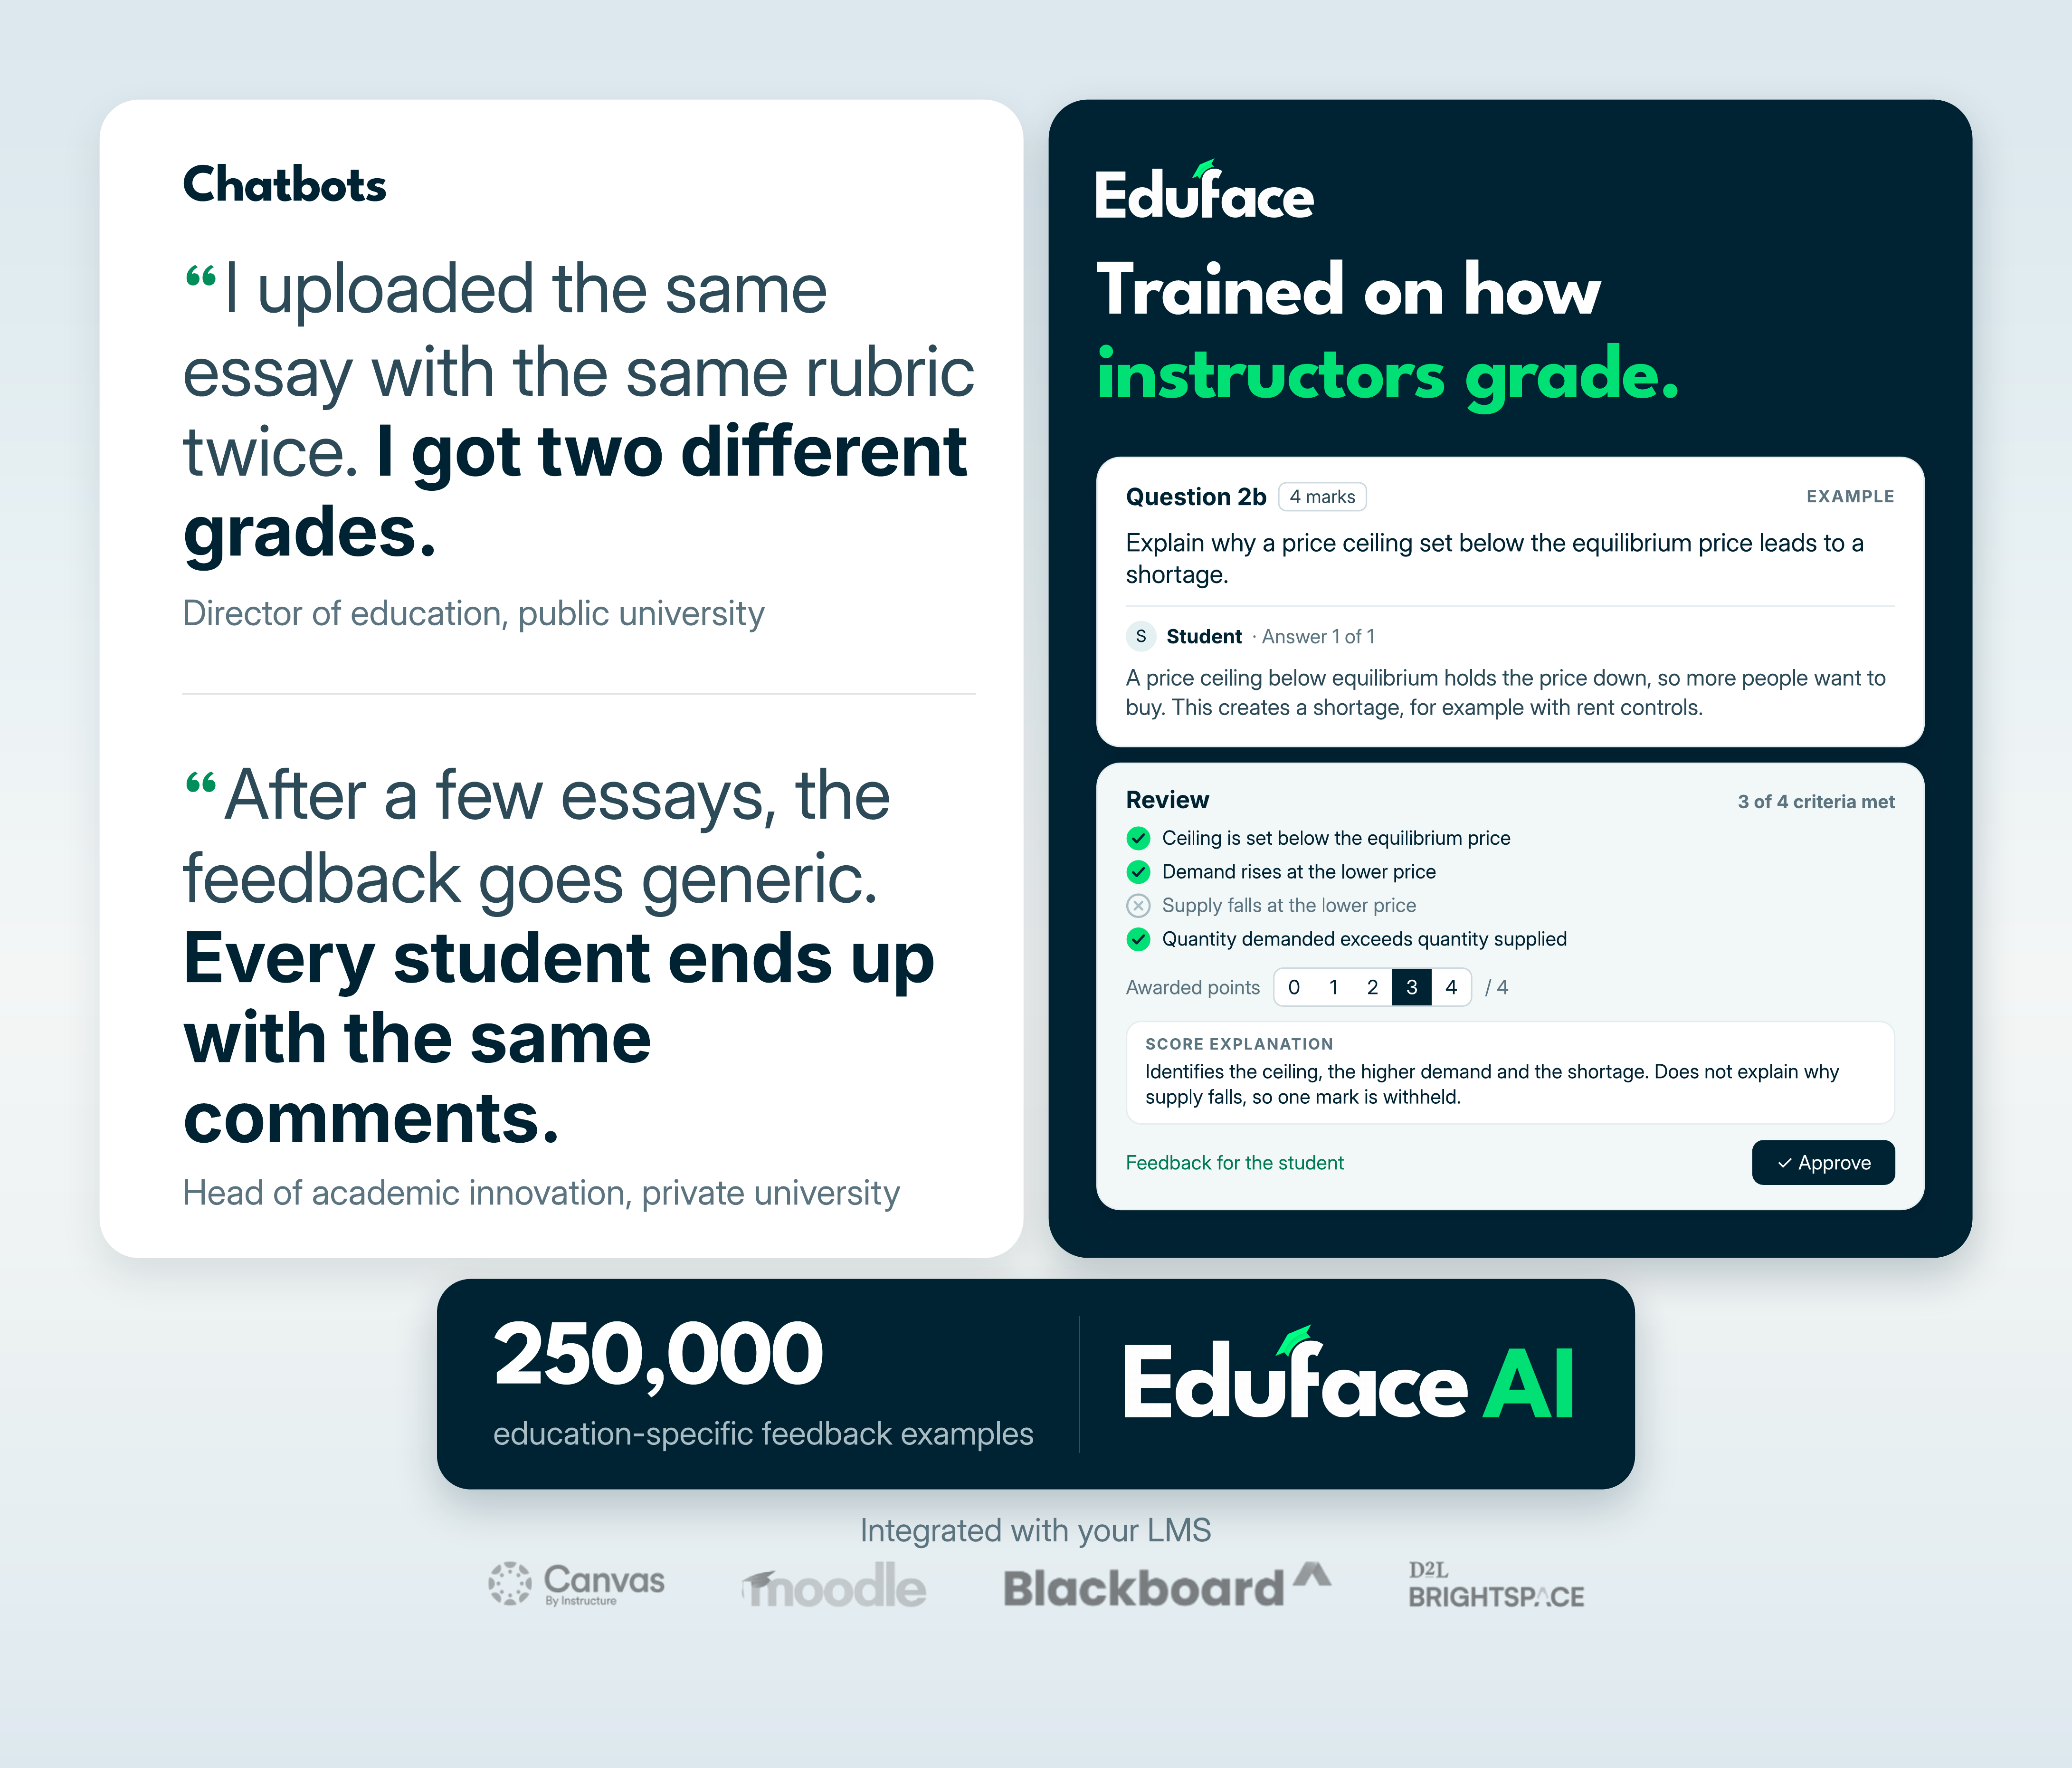 Chatbots
“I uploaded the same
essay with the same rubric
twice. I got two different
grades.
Director of education, public university
“After a few essays, the
feedback goes generic.
Every student ends up
with the same
comments.
Head of academic innovation, private university
Eduface
Trained on how
instructors grade.
Question 2b 4 marks EXAMPLE
Explain why a price ceiling set below the equilibrium price leads to a
shortage.
S Student · Answer 1 of 1
A price ceiling below equilibrium holds the price down, so more people want to
buy. This creates a shortage, for example with rent controls.
Review 3 of 4 criteria met
Ceiling is set below the equilibrium price
Demand rises at the lower price
Supply falls at the lower price
Quantity demanded exceeds quantity supplied
Awarded points 0 1 2 3 4 / 4
SCORE EXPLANATION
Identifies the ceiling, the higher demand and the shortage. Does not explain why
supply falls, so one mark is withheld.
Feedback for the student ✓ Approve
250,000
education-specific feedback examples
Eduface AI
Integrated with your LMS
Canvas
By Instructure
moodle
Blackboard
D2L
BRIGHTSPACE